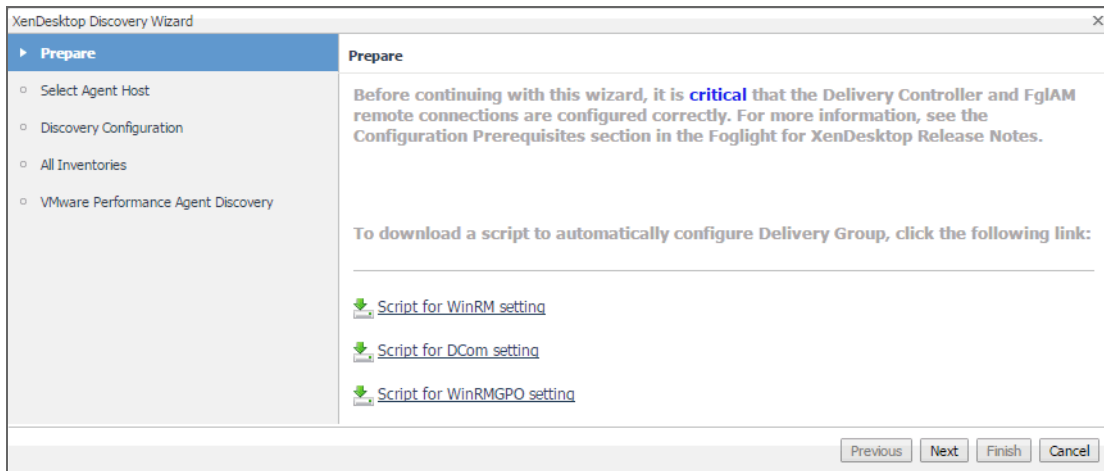 XenDesktop Discovery Wizard
Prepare
Select Agent Host
Discovery Configuration
All Inventories
VMware Performance Agent Discovery
Prepare
Before continuing with this wizard, it is critical that the Delivery Controller and FglAM
remote connections are configured correctly. For more information, see the
Configuration Prerequisites section in the Foglight for XenDesktop Release Notes.
To download a script to automatically configure Delivery Group, click the following link:
Script for WinRM setting
Script for DCom setting
Script for WinRMGPO setting
Previous Next Finish Cancel